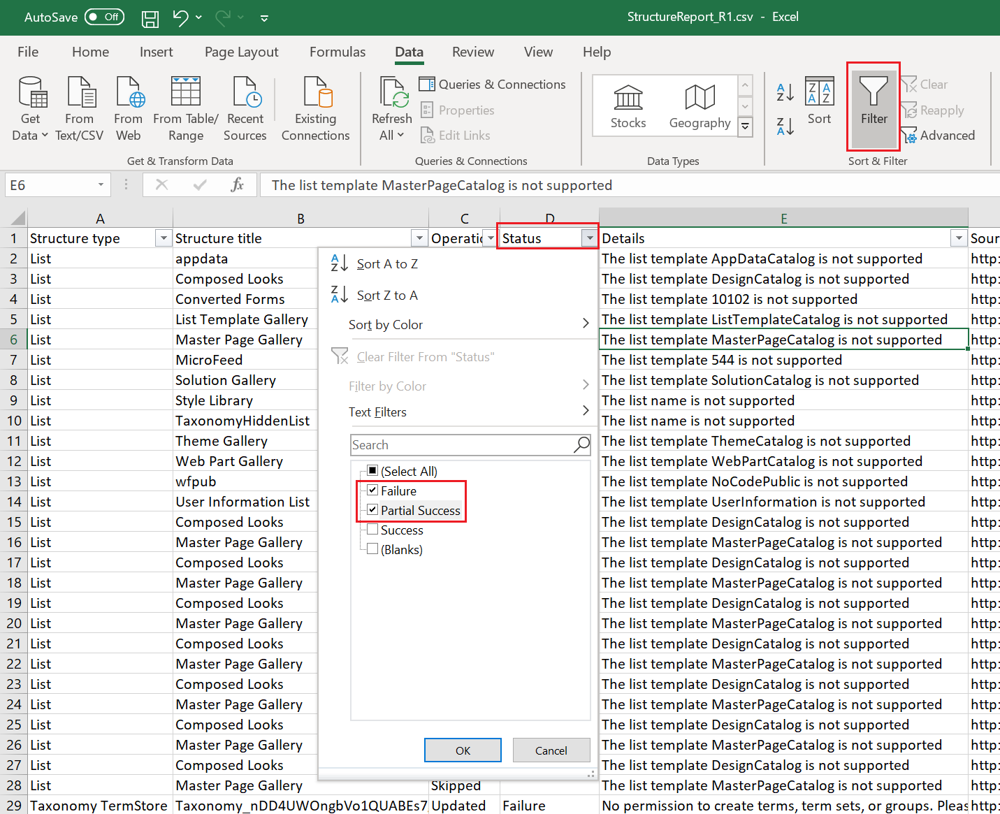 AutoSave Off
StructureReport_R1.csv - Excel
File Home Insert Page Layout Formulas Data Review View Help
Get Data
From Text/CSV
From Web
From Table/ Range
Recent Sources
Existing Connections
Get & Transform Data
Refresh All
Queries & Connections
Properties
Edit Links
Queries & Connections
Stocks
Geography
Data Types
Sort
Filter
Clear
Reapply
Advanced
Sort & Filter
E6 fx The list template MasterPageCatalog is not supported
A B C D E
1 Structure type Structure title Operatio Status Details Sour
2 List appdata The list template AppDataCatalog is not supported http:
3 List Composed Looks The list template DesignCatalog is not supported http:
4 List Converted Forms The list template 10102 is not supported http:
5 List List Template Gallery The list template ListTemplateCatalog is not supported http:
6 List Master Page Gallery The list template MasterPageCatalog is not supported http:
7 List MicroFeed The list template 544 is not supported http:
8 List Solution Gallery The list template SolutionCatalog is not supported http:
9 List Style Library The list name is not supported http:
10 List TaxonomyHiddenList The list name is not supported http:
11 List Theme Gallery The list template ThemeCatalog is not supported http:
12 List Web Part Gallery The list template WebPartCatalog is not supported http:
13 List wfpub The list template NoCodePublic is not supported http:
14 List User Information List The list template UserInformation is not supported http:
15 List Composed Looks The list template DesignCatalog is not supported http:
16 List Master Page Gallery The list template MasterPageCatalog is not supported http:
17 List Composed Looks The list template DesignCatalog is not supported http:
18 List Master Page Gallery The list template MasterPageCatalog is not supported http:
19 List Composed Looks The list template DesignCatalog is not supported http:
20 List Master Page Gallery The list template MasterPageCatalog is not supported http:
21 List Composed Looks The list template DesignCatalog is not supported http:
22 List Master Page Gallery The list template MasterPageCatalog is not supported http:
23 List Composed Looks The list template DesignCatalog is not supported http:
24 List Master Page Gallery The list template MasterPageCatalog is not supported http:
25 List Composed Looks The list template DesignCatalog is not supported http:
26 List Master Page Gallery The list template MasterPageCatalog is not supported http:
27 List Composed Looks The list template DesignCatalog is not supported http:
28 List Master Page Gallery Skipped The list template MasterPageCatalog is not supported http:
29 Taxonomy TermStore Taxonomy_nDD4UWOngbVo1QUABEs7 Updated Failure No permission to create terms, term sets, or groups. Pleas http:
Sort A to Z
Sort Z to A
Sort by Color
Clear Filter From "Status"
Filter by Color
Text Filters
Search
(Select All)
Failure
Partial Success
Success
(Blanks)
OK Cancel